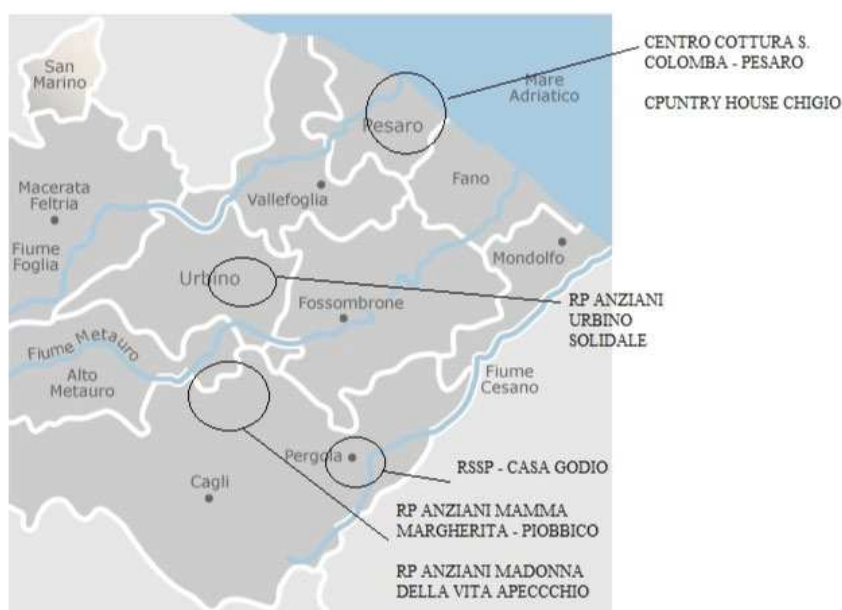 San
Marino
Mare
Adriatico
Pesaro
Macerata
Feltria
Vallefoglia
Fano
Fiume
Foglia
Urbino
Mondolfo
Fossombrone
Fiume Metauro
Alto
Metauro
Fiume
Cesano
Pergola
Cagli
CENTRO COTTURA S.
COLOMBA - PESARO
CPUNTRY HOUSE CHIGIO
RP ANZIANI
URBINO
SOLIDALE
RSSP - CASA GODIO
RP ANZIANI MAMMA
MARGHERITA - PIOBBICO
RP ANZIANI MADONNA
DELLA VITA APECCCHIO